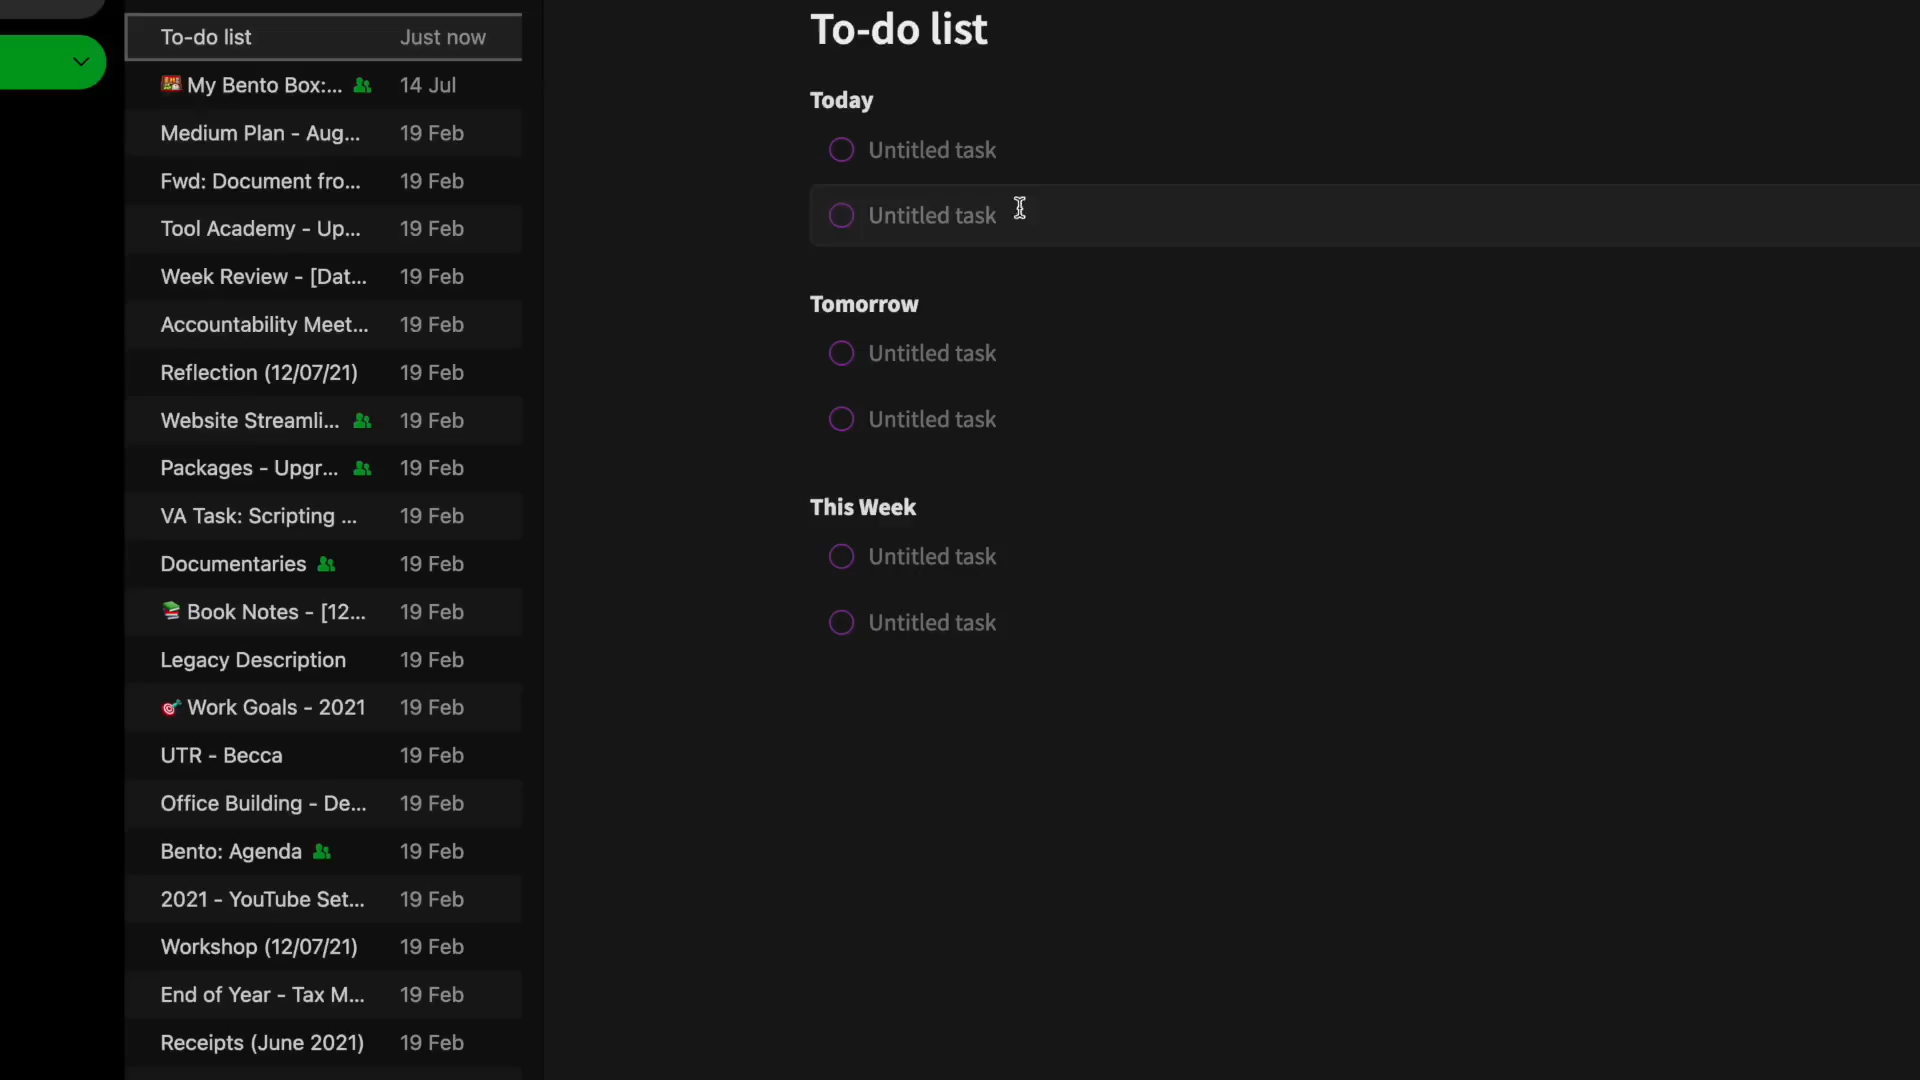 To-do list Just now
My Bento Box:... 14 Jul
Medium Plan - Aug... 19 Feb
Fwd: Document fro... 19 Feb
Tool Academy - Up... 19 Feb
Week Review - [Dat... 19 Feb
Accountability Meet... 19 Feb
Reflection (12/07/21) 19 Feb
Website Streamli... 19 Feb
Packages - Upgr... 19 Feb
VA Task: Scripting ... 19 Feb
Documentaries 19 Feb
Book Notes - [12... 19 Feb
Legacy Description 19 Feb
Work Goals - 2021 19 Feb
UTR - Becca 19 Feb
Office Building - De... 19 Feb
Bento: Agenda 19 Feb
2021 - YouTube Set... 19 Feb
Workshop (12/07/21) 19 Feb
End of Year - Tax M... 19 Feb
Receipts (June 2021) 19 Feb
To-do list
Today
Untitled task
Untitled task
Tomorrow
Untitled task
Untitled task
This Week
Untitled task
Untitled task